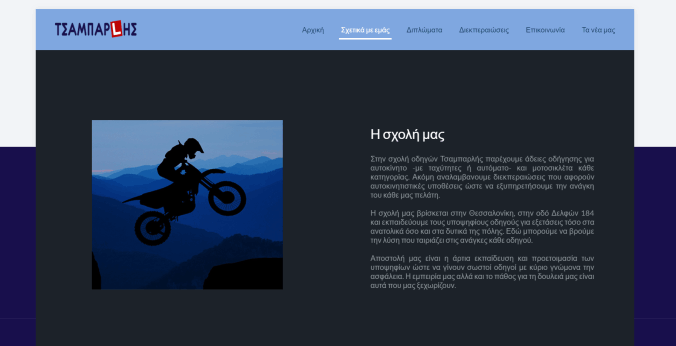 ΤΣΑΜΠΑΡLΗΣ
Αρχική Σχετικά με εμάς Διπλώματα Διεκπεραιώσεις Επικοινωνία Τα νέα μας
Η σχολή μας
Στην σχολή οδηγών Τσαμπαρλής παρέχουμε άδειες οδήγησης για
αυτοκίνητο -με ταχύτητες ή αυτόματο- και μοτοσικλέτα κάθε
κατηγορίας. Ακόμη αναλαμβανουμε διεκπεραιώσεις που αφορούν
αυτοκινητιστικές υποθέσεις ώστε να εξυπηρετήσουμε την ανάγκη
του κάθε μας πελάτη.
Η σχολή μας βρίσκεται στην Θεσσαλονίκη, στην οδό Δελφών 184
και εκπαιδεύουμε τους υποψηφίους οδηγούς για εξετάσεις τόσο στα
ανατολικά όσο και στα δυτικά της πόλης. Εδώ μπορούμε να βρούμε
την λύση που ταιριάζει στις ανάγκες κάθε οδηγού.
Αποστολή μας είναι η άρτια εκπαίδευση και προετοιμασία των
υποψηφίων ώστε να γίνουν σωστοί οδηγοί με κύριο γνώμονα την
ασφάλεια. Η εμπειρία μας αλλά και το πάθος για τη δουλειά μας είναι
αυτά που μας ξεχωρίζουν.